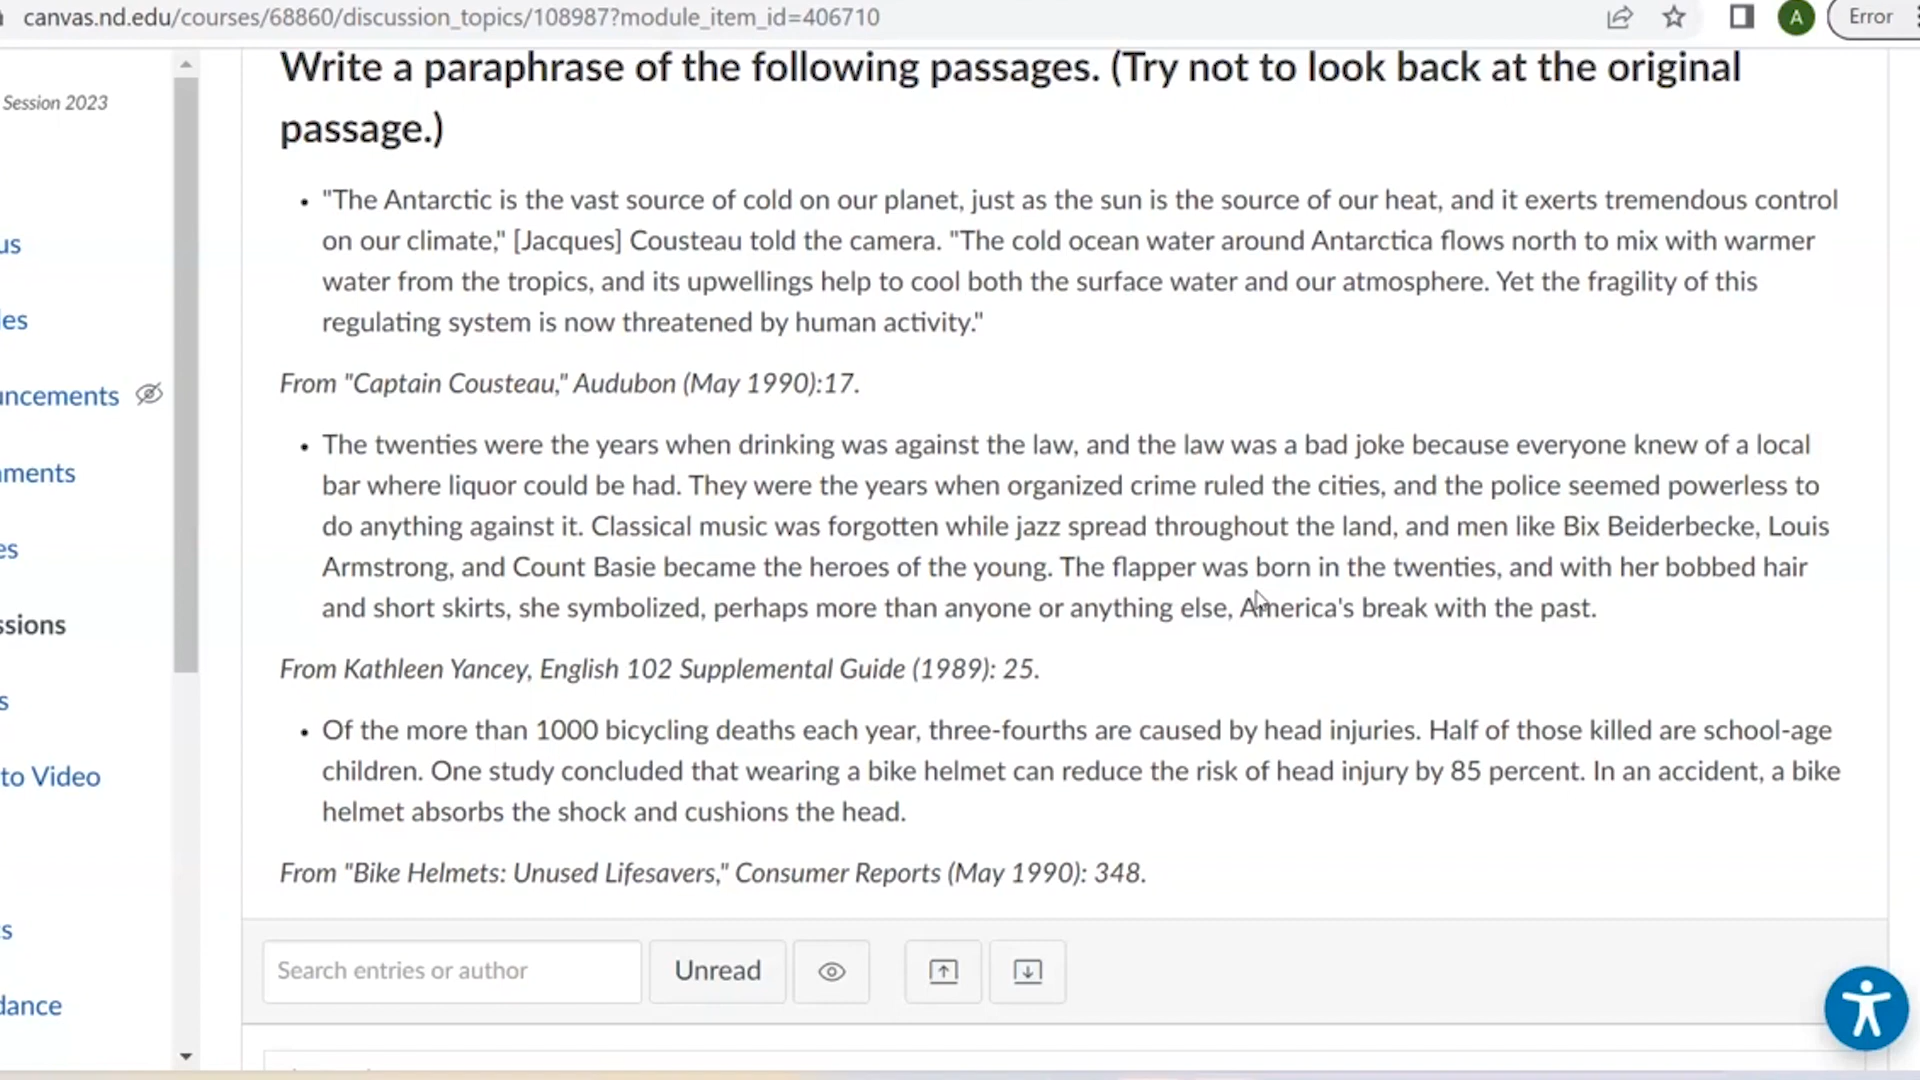 canvas.nd.edu/courses/68860/discussion_topics/108987?module_item_id=406710
A
Error
Session 2023
us
les
uncements
ments
es
ssions
s
to Video
s
dance
Write a paraphrase of the following passages. (Try not to look back at the original
passage.)
• "The Antarctic is the vast source of cold on our planet, just as the sun is the source of our heat, and it exerts tremendous control
on our climate," [Jacques] Cousteau told the camera. "The cold ocean water around Antarctica flows north to mix with warmer
water from the tropics, and its upwellings help to cool both the surface water and our atmosphere. Yet the fragility of this
regulating system is now threatened by human activity."
From "Captain Cousteau," Audubon (May 1990):17.
• The twenties were the years when drinking was against the law, and the law was a bad joke because everyone knew of a local
bar where liquor could be had. They were the years when organized crime ruled the cities, and the police seemed powerless to
do anything against it. Classical music was forgotten while jazz spread throughout the land, and men like Bix Beiderbecke, Louis
Armstrong, and Count Basie became the heroes of the young. The flapper was born in the twenties, and with her bobbed hair
and short skirts, she symbolized, perhaps more than anyone or anything else, America's break with the past.
From Kathleen Yancey, English 102 Supplemental Guide (1989): 25.
• Of the more than 1000 bicycling deaths each year, three-fourths are caused by head injuries. Half of those killed are school-age
children. One study concluded that wearing a bike helmet can reduce the risk of head injury by 85 percent. In an accident, a bike
helmet absorbs the shock and cushions the head.
From "Bike Helmets: Unused Lifesavers," Consumer Reports (May 1990): 348.
Search entries or author
Unread